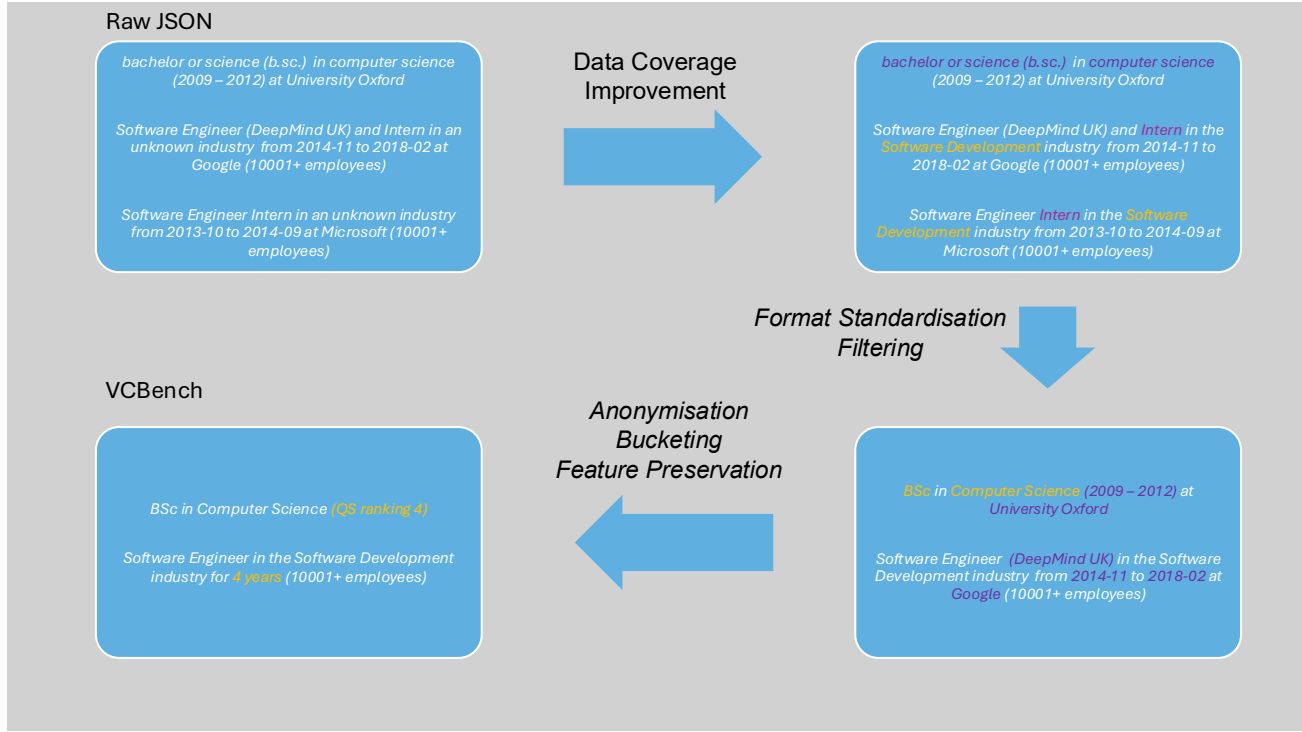 Raw JSON
bachelor or science (b.sc.) in computer science
(2009 – 2012) at University Oxford
Software Engineer (DeepMind UK) and Intern in an
unknown industry from 2014-11 to 2018-02 at
Google (10001+ employees)
Software Engineer Intern in an unknown industry
from 2013-10 to 2014-09 at Microsoft (10001+
employees)
Data Coverage
Improvement
bachelor or science (b.sc.) in computer science
(2009 – 2012) at University Oxford
Software Engineer (DeepMind UK) and Intern in the
Software Development industry from 2014-11 to
2018-02 at Google (10001+ employees)
Software Engineer Intern in the Software
Development industry from 2013-10 to 2014-09 at
Microsoft (10001+ employees)
Format Standardisation
Filtering
BSc in Computer Science (2009 – 2012) at
University Oxford
Software Engineer (DeepMind UK) in the Software
Development industry from 2014-11 to 2018-02 at
Google (10001+ employees)
Anonymisation
Bucketing
Feature Preservation
VCBench
BSc in Computer Science (QS ranking 4)
Software Engineer in the Software Development
industry for 4 years (10001+ employees)